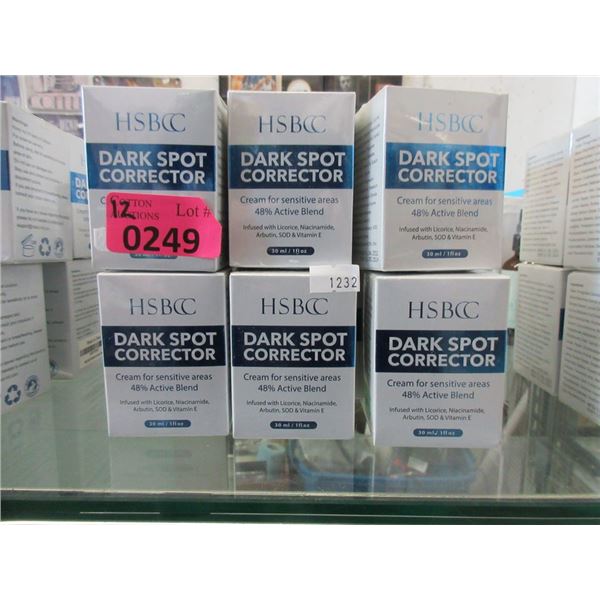 HSBCC
DARK SPOT
CORRECTOR
12
TIONS
Lot #
0249
HSBCC
DARK SPOT
CORRECTOR
Cream for sensitive areas
48% Active Blend
Infused with Licorice, Niacinamide,
Arbutin, SOD & Vitamin E
30 ml / 1fl oz
HSBCC
DARK SPOT
CORRECTOR
Cream for sensitive areas
48% Active Blend
Infused with Licorice, Niacinamide,
Arbutin, SOD & Vitamin E
30 ml / 1fl oz
HSBCC
DARK SPOT
CORRECTOR
Cream for sensitive areas
48% Active Blend
Infused with Licorice, Niacinamide,
Arbutin, SOD & Vitamin E
30 ml / 1fl oz
1232
HSBCC
DARK SPOT
CORRECTOR
Cream for sensitive areas
48% Active Blend
Infused with Licorice, Niacinamide,
Arbutin, SOD & Vitamin E
30 ml / 1fl oz
HSBCC
DARK SPOT
CORRECTOR
Cream for sensitive areas
48% Active Blend
Infused with Licorice, Niacinamide,
Arbutin, SOD & Vitamin E
30 ml / 1fl oz